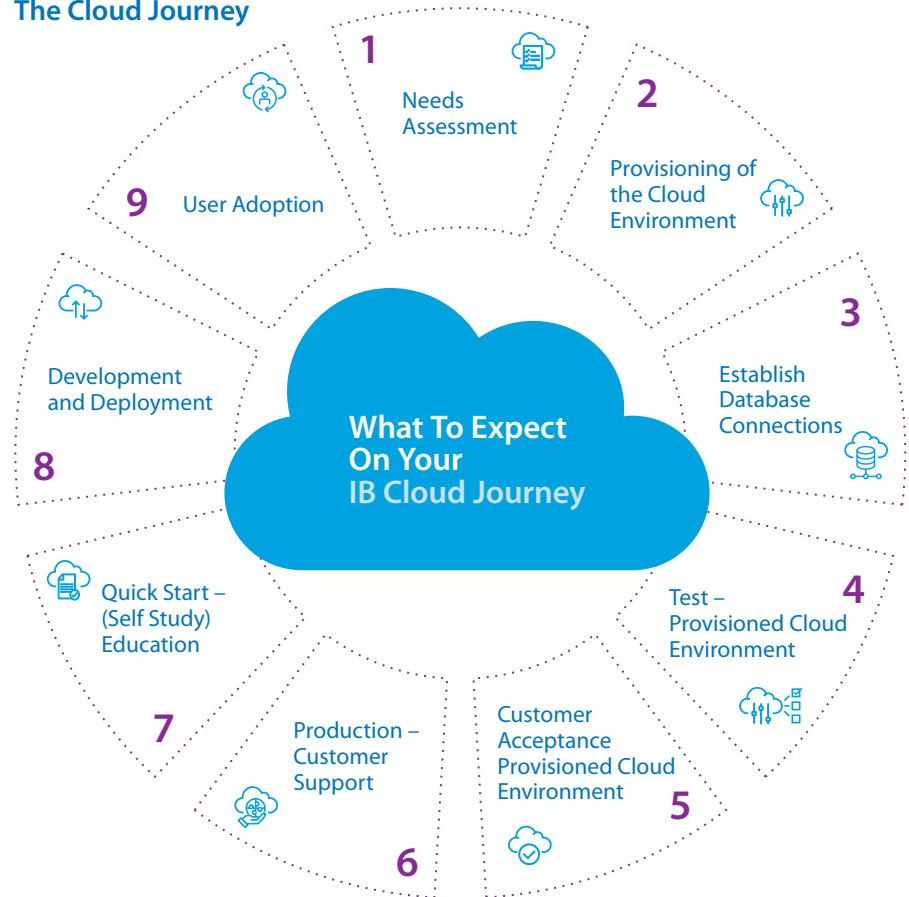 The Cloud Journey
1
Needs
Assessment
2
Provisioning of
the Cloud
Environment
3
Establish
Database
Connections
4
Test –
Provisioned Cloud
Environment
5
Customer
Acceptance
Provisioned Cloud
Environment
6
Production –
Customer
Support
7
Quick Start –
(Self Study)
Education
8
Development
and Deployment
9
User Adoption
What To Expect
On Your
IB Cloud Journey